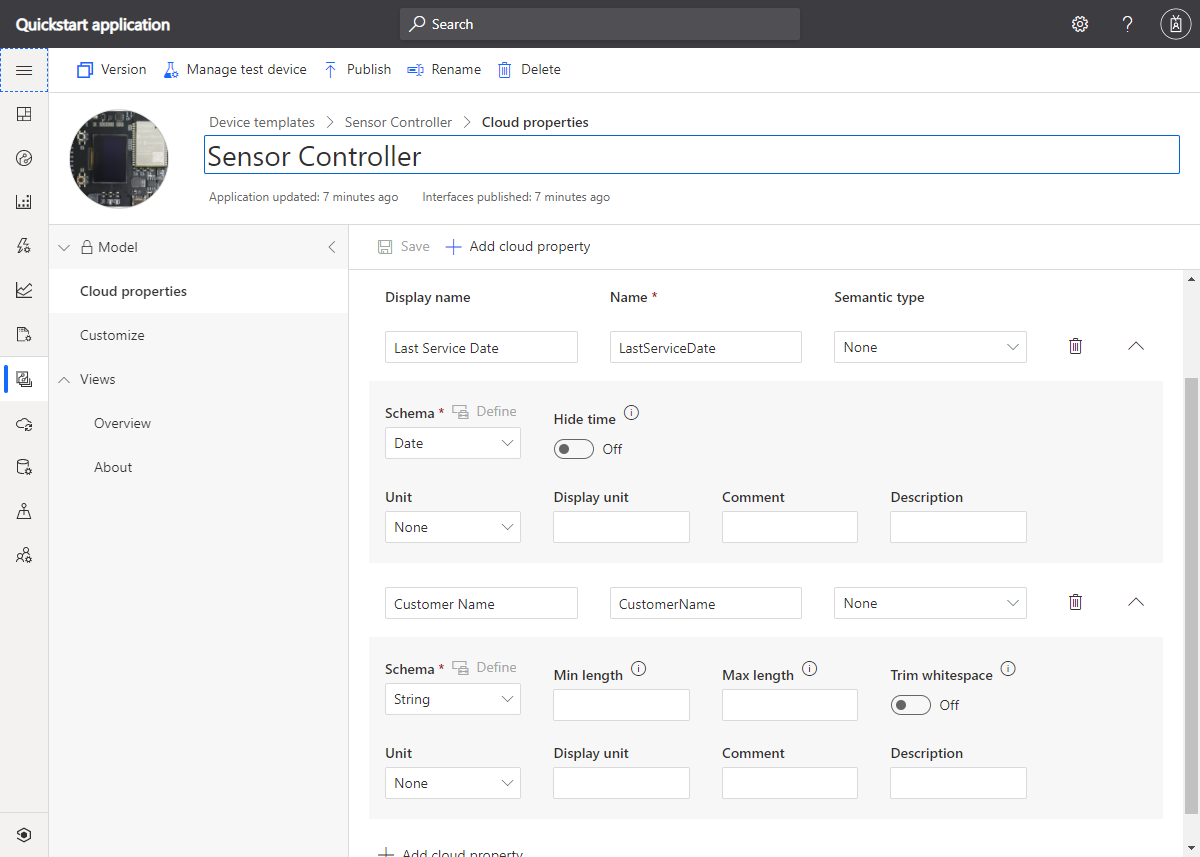 Quickstart application
Search
?
Version Manage test device Publish Rename Delete
Device templates > Sensor Controller > Cloud properties
Sensor Controller
Application updated: 7 minutes ago Interfaces published: 7 minutes ago
Model
Cloud properties
Customize
Views
Overview
About
Save Add cloud property
Display name Name * Semantic type
Last Service Date LastServiceDate None
Schema * Define Hide time
Date Off
Unit Display unit Comment Description
None
Customer Name CustomerName None
Schema * Define Min length Max length Trim whitespace
String Off
Unit Display unit Comment Description
None
Add cloud property